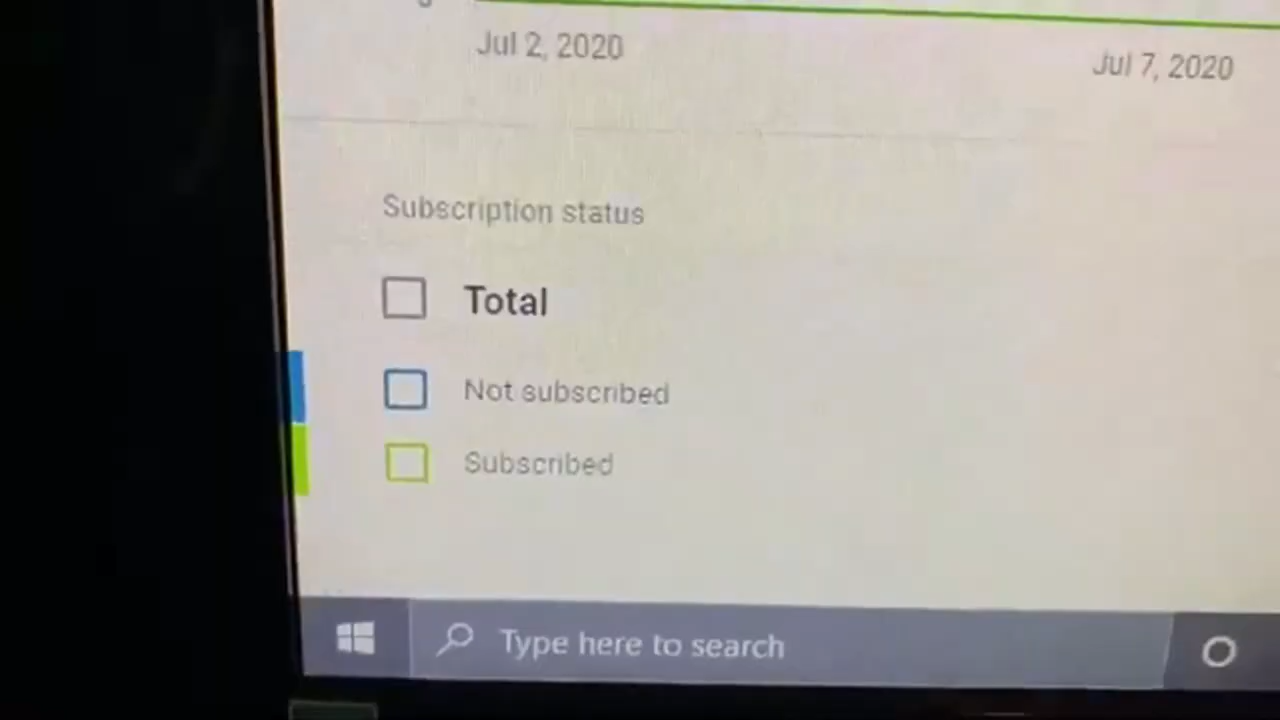 Jul 2, 2020
Jul 7, 2020
Subscription status
Total
Not subscribed
Subscribed
Type here to search